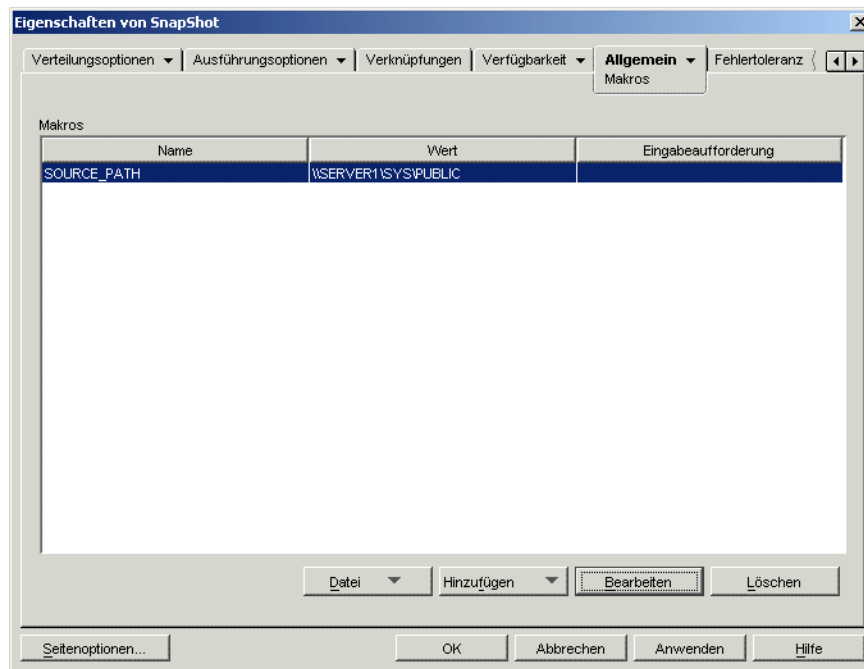 Eigenschaften von SnapShot
Verteilungsoptionen Ausführungsoptionen Verknüpfungen Verfügbarkeit Allgemein Fehlertoleranz
Makros
Makros
Name Wert Eingabeaufforderung
SOURCE_PATH \\SERVER1\SYS\PUBLIC
Datei Hinzufügen Bearbeiten Löschen
Seitenoptionen... OK Abbrechen Anwenden Hilfe